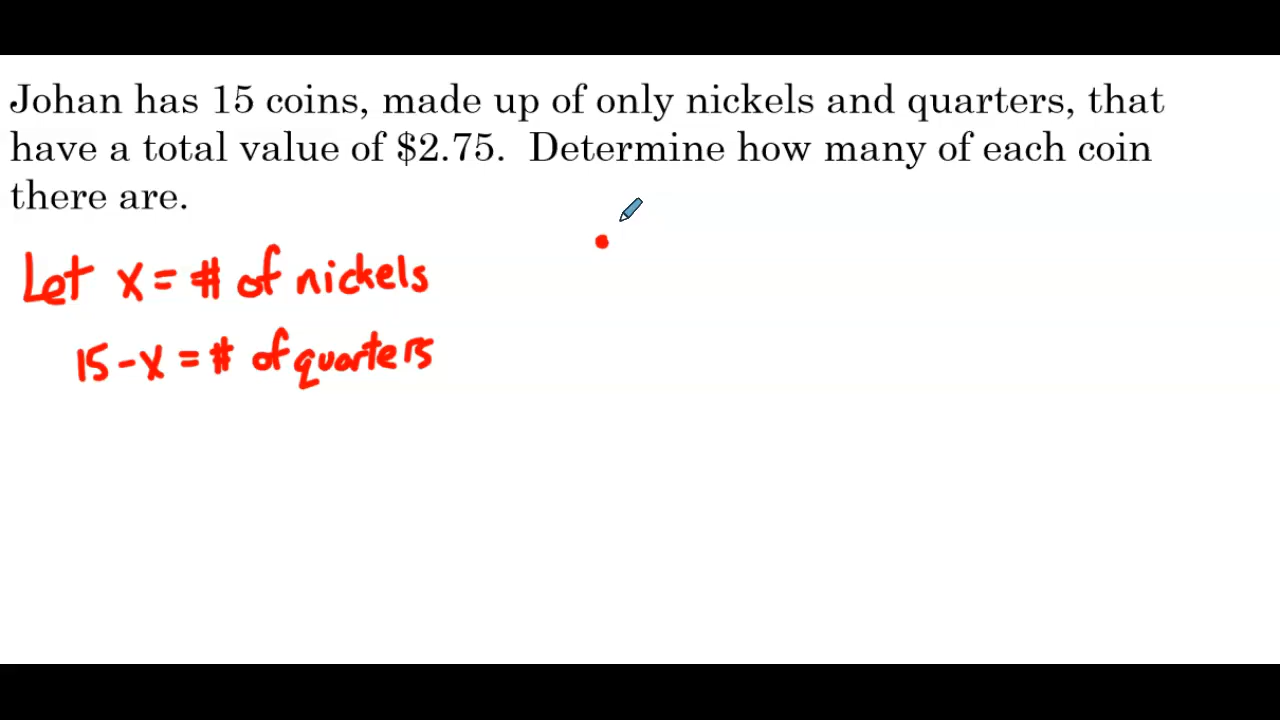 Johan has 15 coins, made up of only nickels and quarters, that
have a total value of $2.75. Determine how many of each coin
there are.
Let x = # of nickels
15 - x = # of quarters